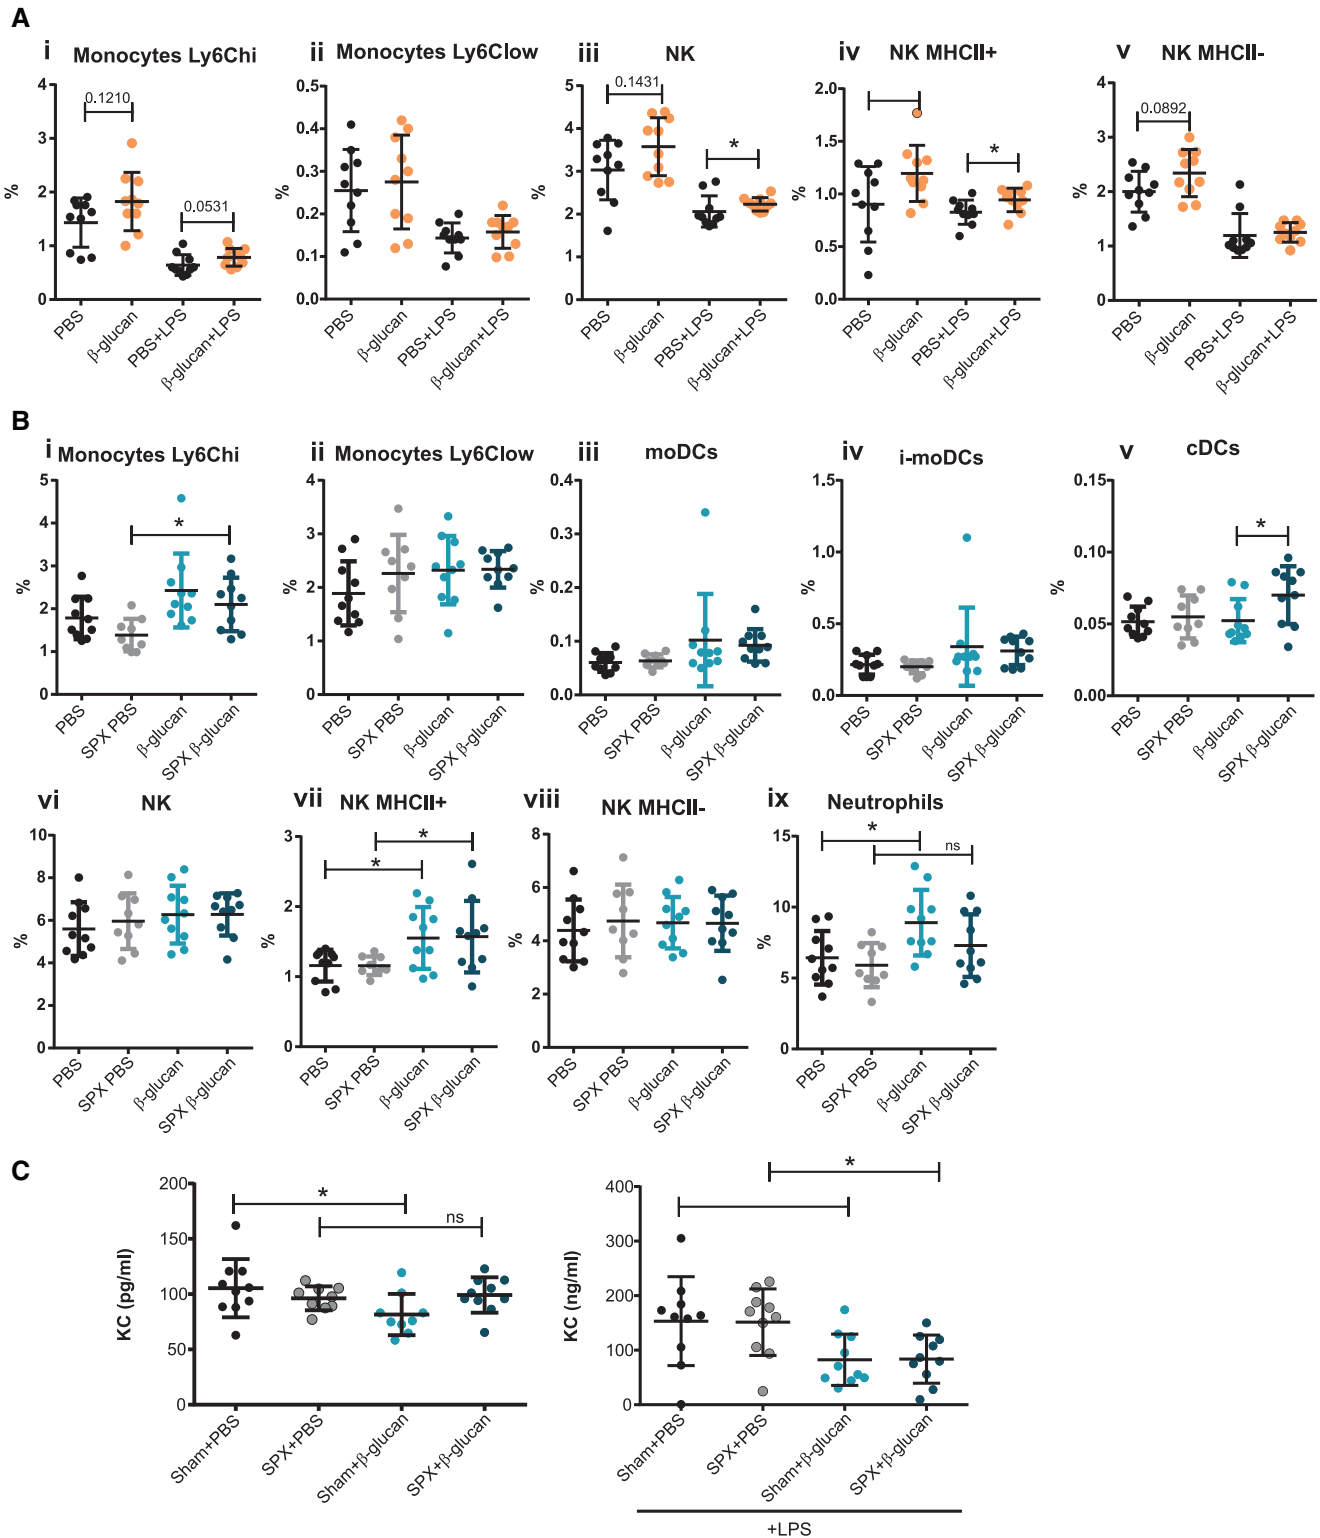 A
i Monocytes Ly6Chi
ii Monocytes Ly6Clow
iii NK
iv NK MHCII+
v NK MHCII-
%
4
3
2
1
0
0.1210
0.0531
PBS
β-glucan
PBS+LPS
β-glucan+LPS
%
0.5
0.4
0.3
0.2
0.1
0.0
PBS
β-glucan
PBS+LPS
β-glucan+LPS
%
5
4
3
2
1
0
0.1431
*
PBS
β-glucan
PBS+LPS
β-glucan+LPS
%
2.0
1.5
1.0
0.5
0.0
*
PBS
β-glucan
PBS+LPS
β-glucan+LPS
%
4
3
2
1
0
0.0892
PBS
β-glucan
PBS+LPS
β-glucan+LPS
B
i Monocytes Ly6Chi
ii Monocytes Ly6Clow
iii moDCs
iv i-moDCs
v cDCs
%
5
4
3
2
1
0
*
PBS
SPX PBS
β-glucan
SPX β-glucan
%
4
3
2
1
0
PBS
SPX PBS
β-glucan
SPX β-glucan
%
0.4
0.3
0.2
0.1
0.0
PBS
SPX PBS
β-glucan
SPX β-glucan
%
1.5
1.0
0.5
0.0
PBS
SPX PBS
β-glucan
SPX β-glucan
%
0.15
0.10
0.05
0.00
*
PBS
SPX PBS
β-glucan
SPX β-glucan
vi NK
vii NK MHCII+
viii NK MHCII-
ix Neutrophils
%
10
8
6
4
2
0
PBS
SPX PBS
β-glucan
SPX β-glucan
%
3
2
1
0
*
*
PBS
SPX PBS
β-glucan
SPX β-glucan
%
8
6
4
2
0
PBS
SPX PBS
β-glucan
SPX β-glucan
%
15
10
5
0
*
ns
PBS
SPX PBS
β-glucan
SPX β-glucan
C
KC (pg/ml)
200
150
100
50
0
*
ns
Sham+PBS
SPX+PBS
Sham+β-glucan
SPX+β-glucan
KC (ng/ml)
400
300
200
100
0
*
Sham+PBS
SPX+PBS
Sham+β-glucan
SPX+β-glucan
+LPS